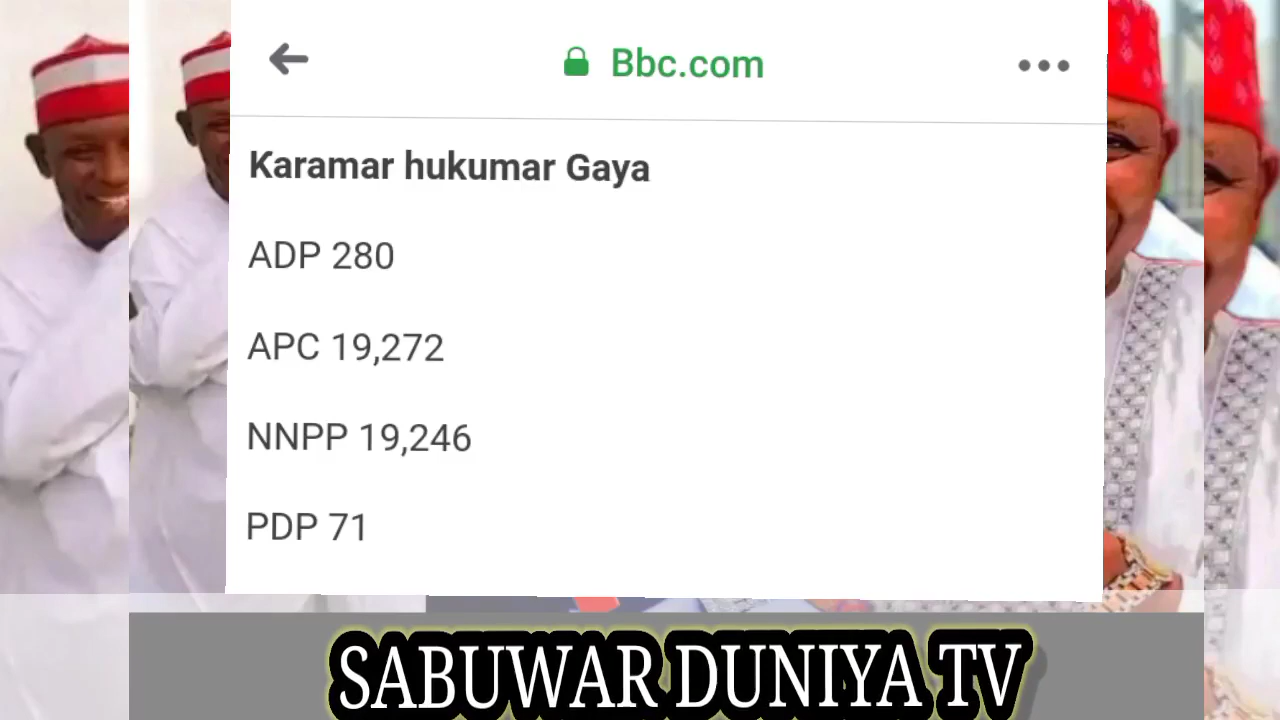 Bbc.com
Karamar hukumar Gaya
ADP 280
APC 19,272
NNPP 19,246
PDP 71
SABUWAR DUNIYA TV